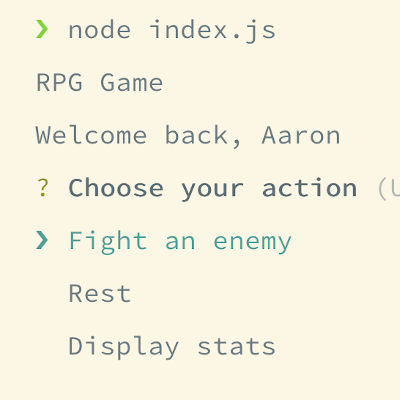 ❯ node index.js
RPG Game
Welcome back, Aaron
? Choose your action (
❯ Fight an enemy
Rest
Display stats